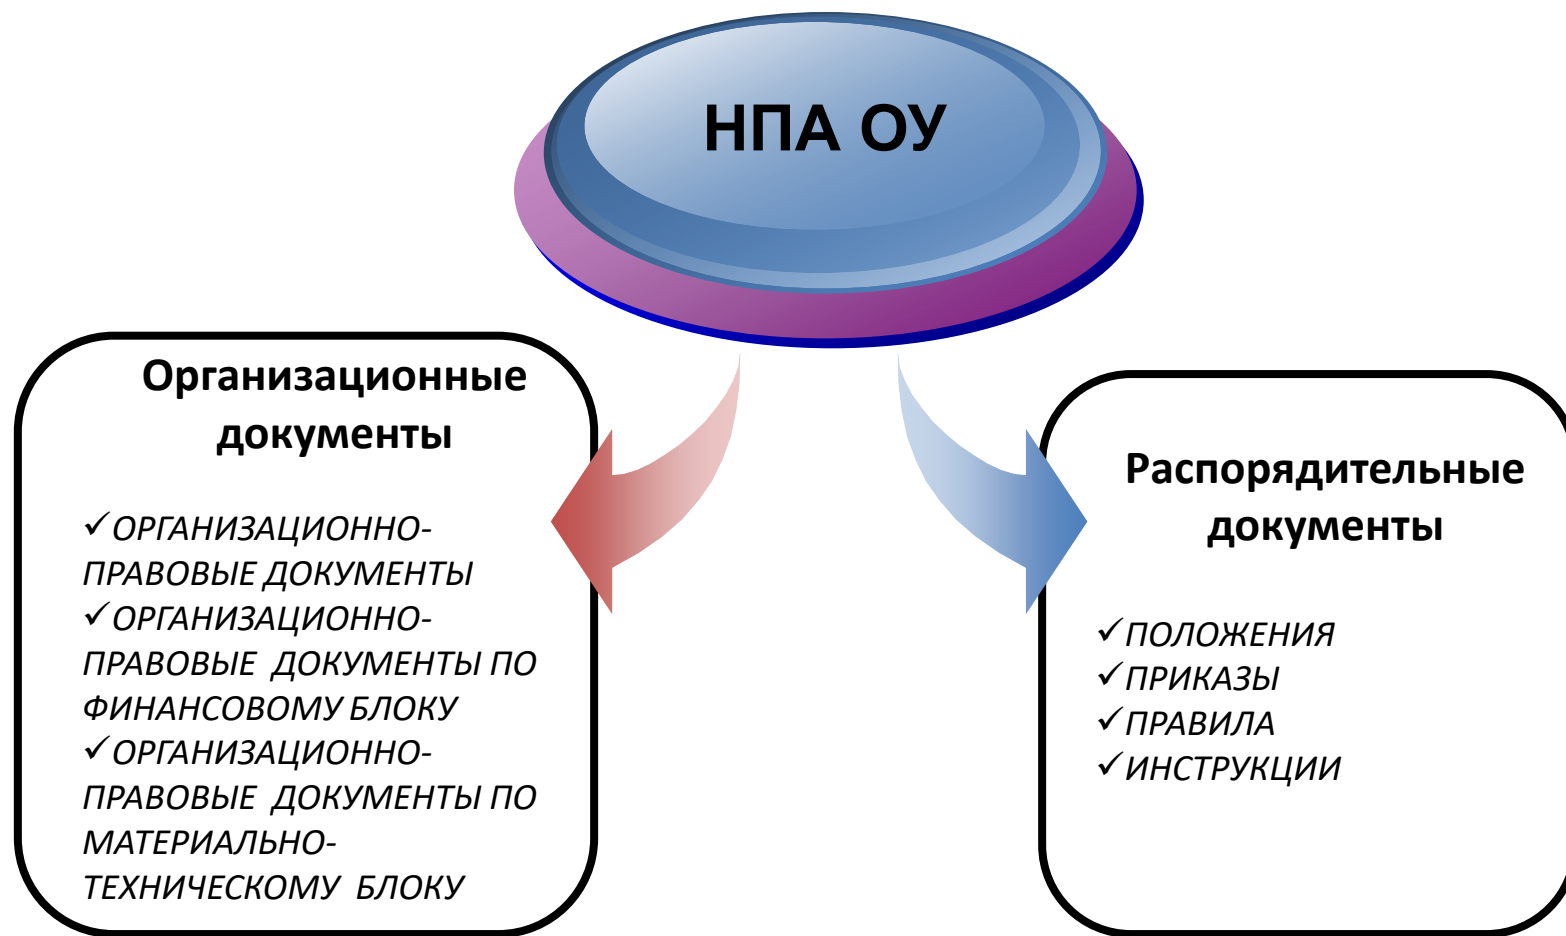 НПА ОУ
Организационные
документы
✓ОРГАНИЗАЦИОННО-
ПРАВОВЫЕ ДОКУМЕНТЫ
✓ОРГАНИЗАЦИОННО-
ПРАВОВЫЕ ДОКУМЕНТЫ ПО
ФИНАНСОВОМУ БЛОКУ
✓ОРГАНИЗАЦИОННО-
ПРАВОВЫЕ ДОКУМЕНТЫ ПО
МАТЕРИАЛЬНО-
ТЕХНИЧЕСКОМУ БЛОКУ
Распорядительные
документы
✓ПОЛОЖЕНИЯ
✓ПРИКАЗЫ
✓ПРАВИЛА
✓ИНСТРУКЦИИ